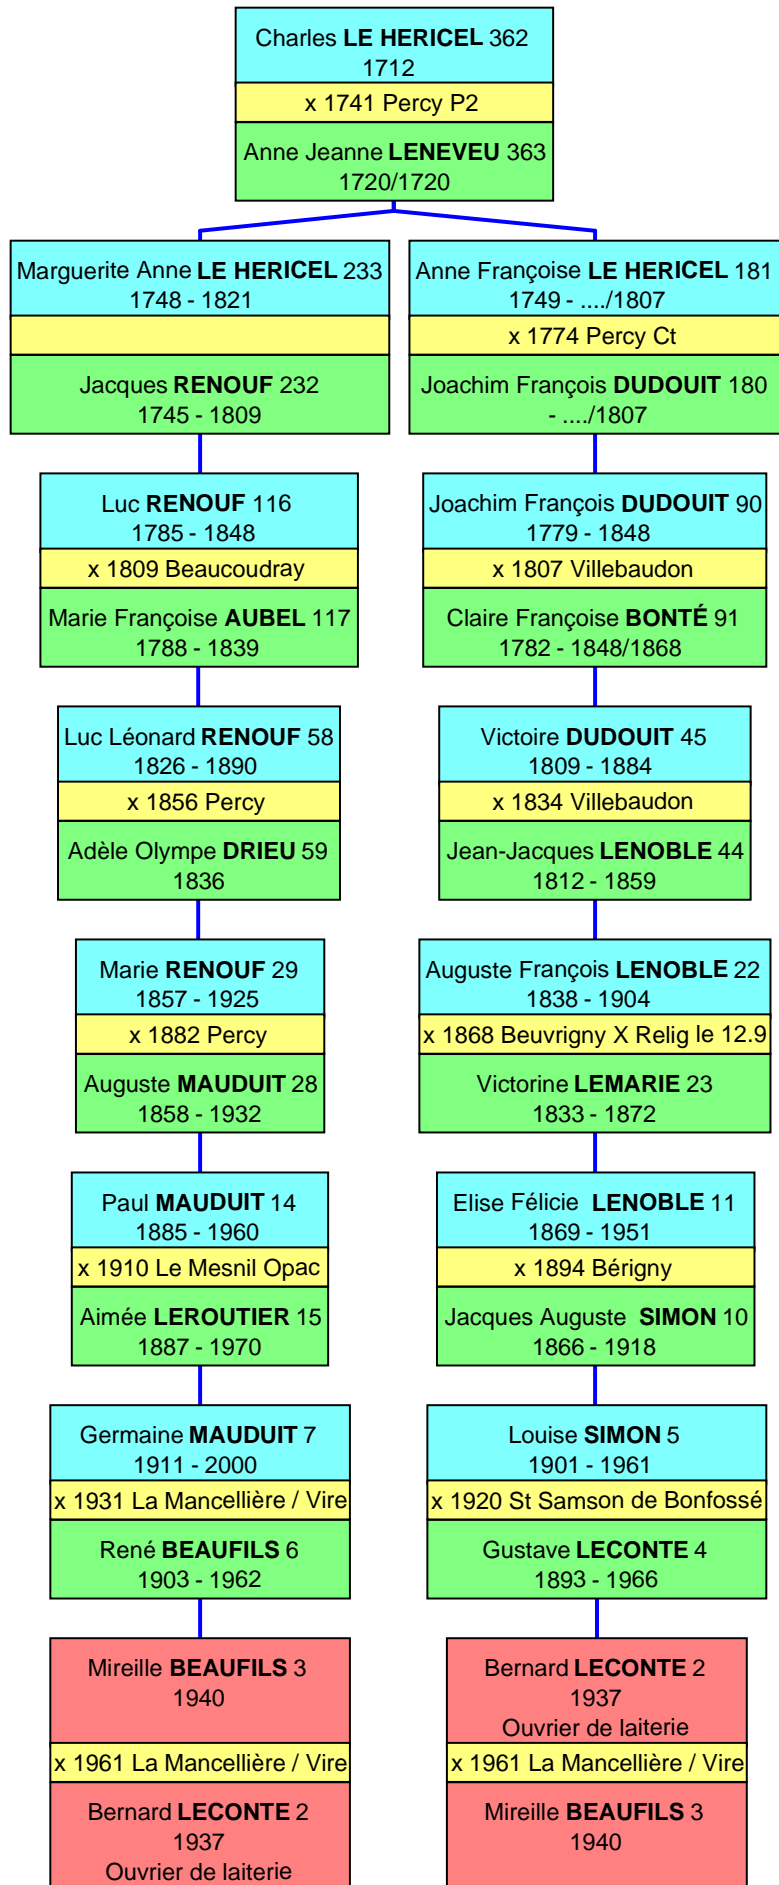 Charles LE HERICEL 362
1712
x 1741 Percy P2
Anne Jeanne LENEVEU 363
1720/1720
Marguerite Anne LE HERICEL 233
1748 - 1821
Jacques RENOUF 232
1745 - 1809
Anne Françoise LE HERICEL 181
1749 - ..../1807
x 1774 Percy Ct
Joachim François DUDOUIT 180
- ..../1807
Luc RENOUF 116
1785 - 1848
x 1809 Beaucoudray
Marie Françoise AUBEL 117
1788 - 1839
Joachim François DUDOUIT 90
1779 - 1848
x 1807 Villebaudon
Claire Françoise BONTÉ 91
1782 - 1848/1868
Luc Léonard RENOUF 58
1826 - 1890
x 1856 Percy
Adèle Olympe DRIEU 59
1836
Victoire DUDOUIT 45
1809 - 1884
x 1834 Villebaudon
Jean-Jacques LENOBLE 44
1812 - 1859
Marie RENOUF 29
1857 - 1925
x 1882 Percy
Auguste MAUDUIT 28
1858 - 1932
Auguste François LENOBLE 22
1838 - 1904
x 1868 Beuvrigny X Relig le 12.9
Victorine LEMARIE 23
1833 - 1872
Paul MAUDUIT 14
1885 - 1960
x 1910 Le Mesnil Opac
Aimée LEROUTIER 15
1887 - 1970
Elise Félicie LENOBLE 11
1869 - 1951
x 1894 Bérigny
Jacques Auguste SIMON 10
1866 - 1918
Germaine MAUDUIT 7
1911 - 2000
x 1931 La Mancellière / Vire
René BEAUFILS 6
1903 - 1962
Louise SIMON 5
1901 - 1961
x 1920 St Samson de Bonfossé
Gustave LECONTE 4
1893 - 1966
Mireille BEAUFILS 3
1940
x 1961 La Mancellière / Vire
Bernard LECONTE 2
1937
Ouvrier de laiterie
Bernard LECONTE 2
1937
Ouvrier de laiterie
x 1961 La Mancellière / Vire
Mireille BEAUFILS 3
1940